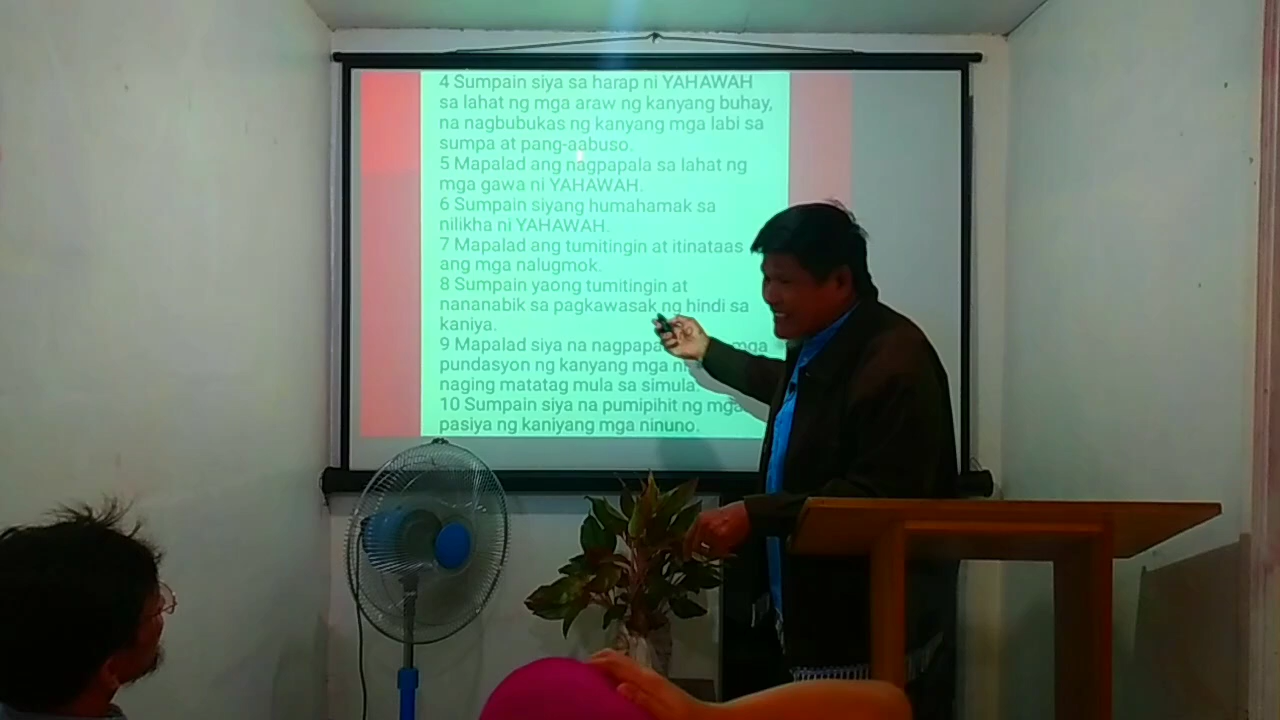 4 Sumpain siya sa harap ni YAHAWAH
sa lahat ng mga araw ng kanyang buhay,
na nagbubukas ng kanyang mga labi sa
sumpa at pang-aabuso.
5 Mapalad ang nagpapala sa lahat ng
mga gawa ni YAHAWAH.
6 Sumpain siyang humahamak sa
nilikha ni YAHAWAH.
7 Mapalad ang tumitingin at itinataas
ang mga nalugmok.
8 Sumpain yaong tumitingin at
nananabik sa pagkawasak ng hindi sa
kaniya.
9 Mapalad siya na mga
pundasyon ng kanyang mga
naging matatag mula sa simula.
10 Sumpain siya na pumipihit ng mga
pasiya ng kaniyang mga ninuno.